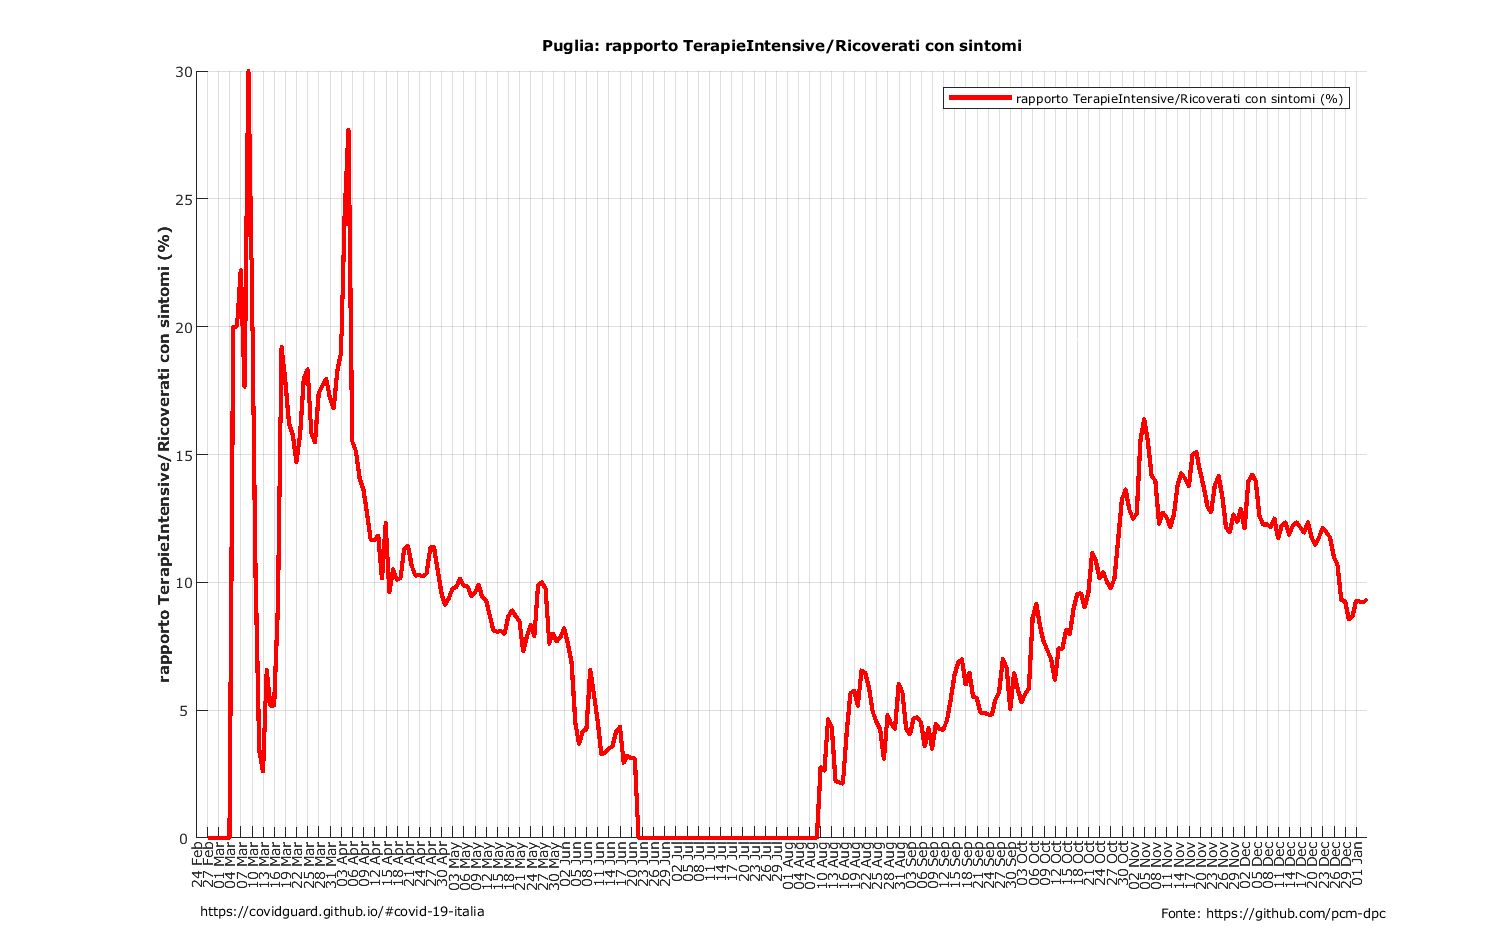 Puglia: rapporto TerapieIntensive/Ricoverati con sintomi
rapporto TerapieIntensive/Ricoverati con sintomi (%)
rapporto TerapieIntensive/Ricoverati con sintomi (%)
30
25
20
15
10
5
0
24 Feb
27 Feb
01 Mar
04 Mar
07 Mar
10 Mar
13 Mar
16 Mar
19 Mar
22 Mar
25 Mar
28 Mar
31 Mar
03 Apr
06 Apr
09 Apr
12 Apr
15 Apr
18 Apr
21 Apr
24 Apr
27 Apr
30 Apr
03 May
06 May
09 May
12 May
15 May
18 May
21 May
24 May
27 May
30 May
02 Jun
05 Jun
08 Jun
11 Jun
14 Jun
17 Jun
20 Jun
23 Jun
26 Jun
29 Jun
02 Jul
05 Jul
08 Jul
11 Jul
14 Jul
17 Jul
20 Jul
23 Jul
26 Jul
29 Jul
01 Aug
04 Aug
07 Aug
10 Aug
13 Aug
16 Aug
19 Aug
22 Aug
25 Aug
28 Aug
31 Aug
03 Sep
06 Sep
09 Sep
12 Sep
15 Sep
18 Sep
21 Sep
24 Sep
27 Sep
30 Sep
03 Oct
06 Oct
09 Oct
12 Oct
15 Oct
18 Oct
21 Oct
24 Oct
27 Oct
30 Oct
02 Nov
05 Nov
08 Nov
11 Nov
14 Nov
17 Nov
20 Nov
23 Nov
26 Nov
29 Nov
02 Dec
05 Dec
08 Dec
11 Dec
14 Dec
17 Dec
20 Dec
23 Dec
26 Dec
29 Dec
01 Jan
https://covidguard.github.io/#covid-19-italia
Fonte: https://github.com/pcm-dpc